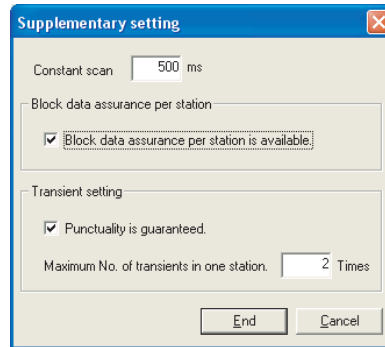 Supplementary setting
Constant scan 500 ms
Block data assurance per station
Block data assurance per station is available.
Transient setting
Punctuality is guaranteed.
Maximum No. of transients in one station. 2 Times
End Cancel